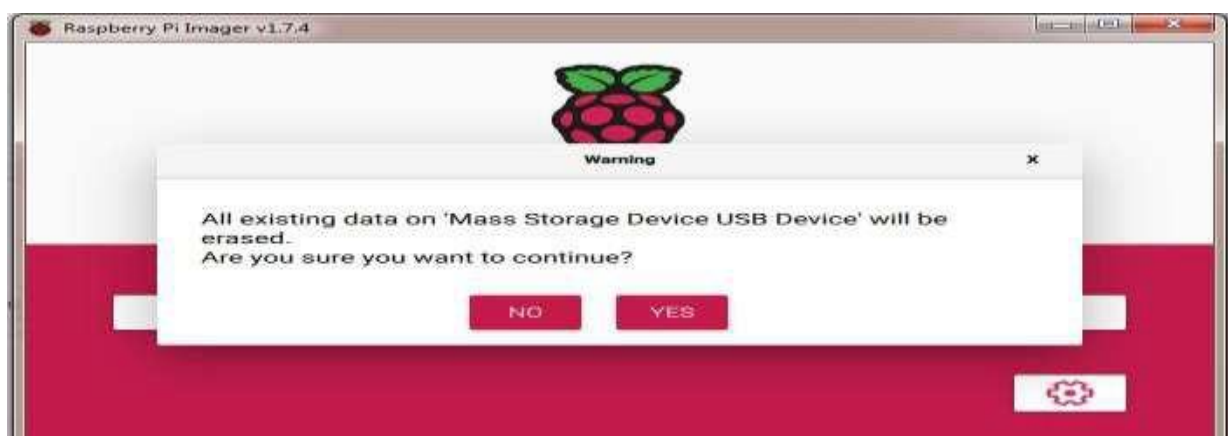 Raspberry Pi Imager v1.7.4
Warning
All existing data on 'Mass Storage Device USB Device' will be
erased.
Are you sure you want to continue?
NO YES